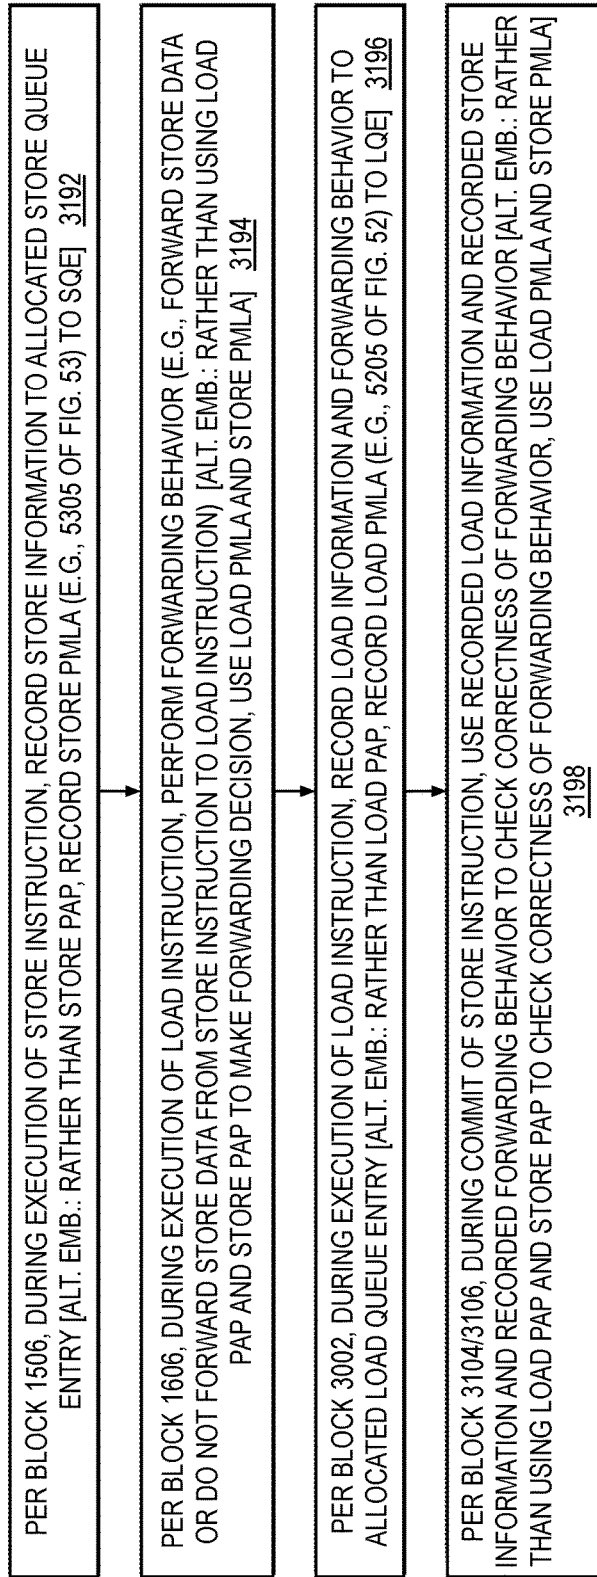 PER BLOCK 1506, DURING EXECUTION OF STORE INSTRUCTION, RECORD STORE INFORMATION TO ALLOCATED STORE QUEUE
ENTRY [ALT. EMB.: RATHER THAN STORE PAP, RECORD STORE PMLA (E.G., 5305 OF FIG. 53) TO SQE] 3192
PER BLOCK 1606, DURING EXECUTION OF LOAD INSTRUCTION, PERFORM FORWARDING BEHAVIOR (E.G., FORWARD STORE DATA
OR DO NOT FORWARD STORE DATA FROM STORE INSTRUCTION TO LOAD INSTRUCTION) [ALT. EMB.: RATHER THAN USING LOAD
PAP AND STORE PAP TO MAKE FORWARDING DECISION, USE LOAD PMLA AND STORE PMLA] 3194
PER BLOCK 3002, DURING EXECUTION OF LOAD INSTRUCTION, RECORD LOAD INFORMATION AND FORWARDING BEHAVIOR TO
ALLOCATED LOAD QUEUE ENTRY [ALT. EMB.: RATHER THAN LOAD PAP, RECORD LOAD PMLA (E.G., 5205 OF FIG. 52) TO LQE] 3196
PER BLOCK 3104/3106, DURING COMMIT OF STORE INSTRUCTION, USE RECORDED LOAD INFORMATION AND RECORDED STORE
INFORMATION AND RECORDED FORWARDING BEHAVIOR TO CHECK CORRECTNESS OF FORWARDING BEHAVIOR [ALT. EMB.: RATHER
THAN USING LOAD PAP AND STORE PAP TO CHECK CORRECTNESS OF FORWARDING BEHAVIOR, USE LOAD PMLA AND STORE PMLA]
3198